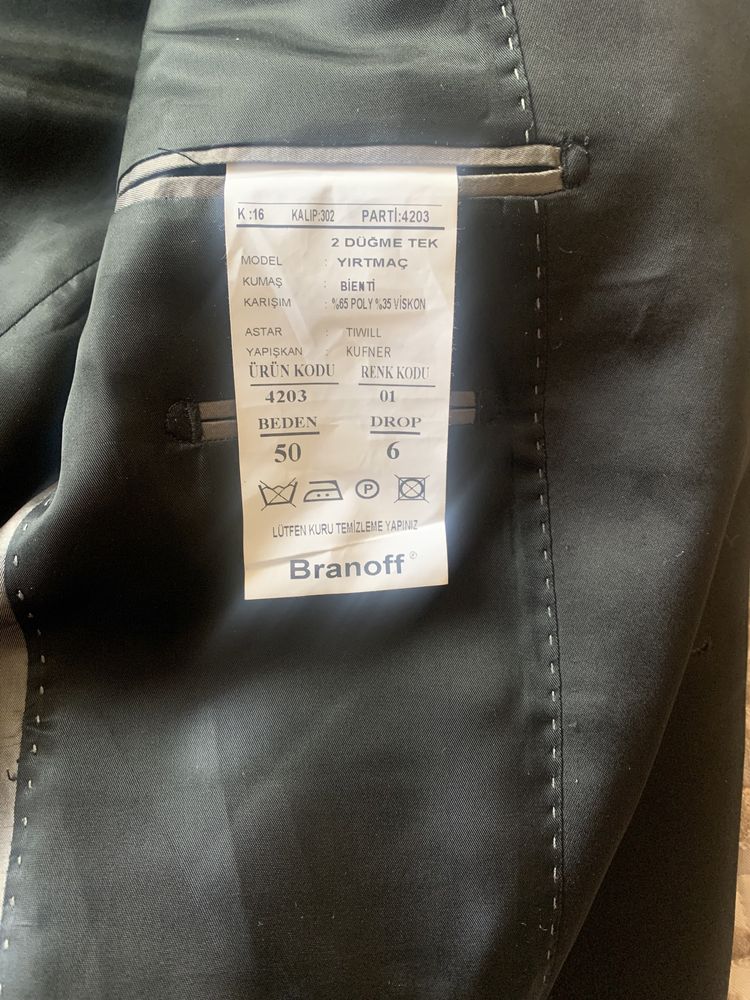 K :16 KALIP:302 PARTİ:4203
2 DÜĞME TEK
MODEL : YIRTMAÇ
KUMAŞ : BİENTİ
KARIŞIM : %65 POLY %35 VİSKON
ASTAR : TIWILL
YAPIŞKAN : KUFNER
ÜRÜN KODU RENK KODU
4203 01
BEDEN DROP
50 6
P
LÜTFEN KURU TEMİZLEME YAPINIZ
Branoff®